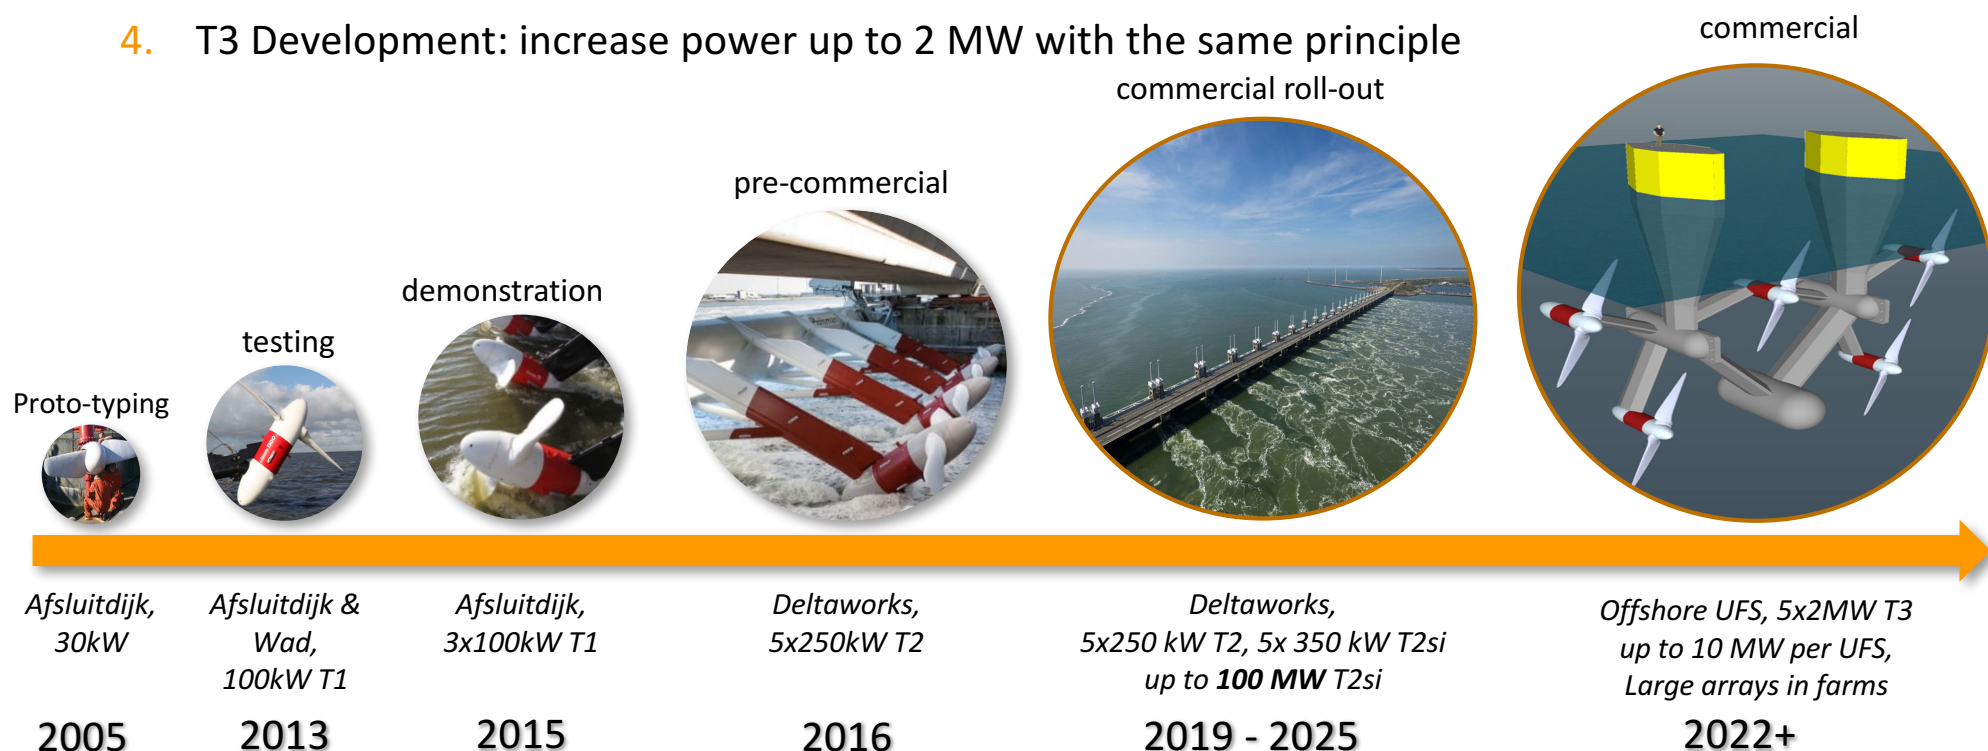 4. T3 Development: increase power up to 2 MW with the same principle
commercial
commercial roll-out
pre-commercial
demonstration
testing
Proto-typing
Afsluitdijk,
30kW
2005
Afsluitdijk &
Wad,
100kW T1
2013
Afsluitdijk,
3x100kW T1
2015
Deltaworks,
5x250kW T2
2016
Deltaworks,
5x250 kW T2, 5x 350 kW T2si
up to 100 MW T2si
2019 - 2025
Offshore UFS, 5x2MW T3
up to 10 MW per UFS,
Large arrays in farms
2022+